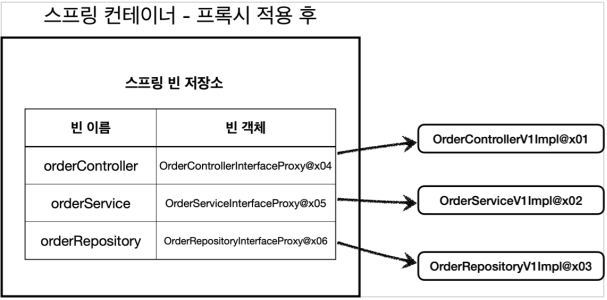 스프링 컨테이너 - 프록시 적용 후
스프링 빈 저장소
빈 이름 빈 객체
orderController OrderControllerInterfaceProxy@x04
orderService OrderServiceInterfaceProxy@x05
orderRepository OrderRepositoryInterfaceProxy@x06
OrderControllerV1Impl@x01
OrderServiceV1Impl@x02
OrderRepositoryV1Impl@x03